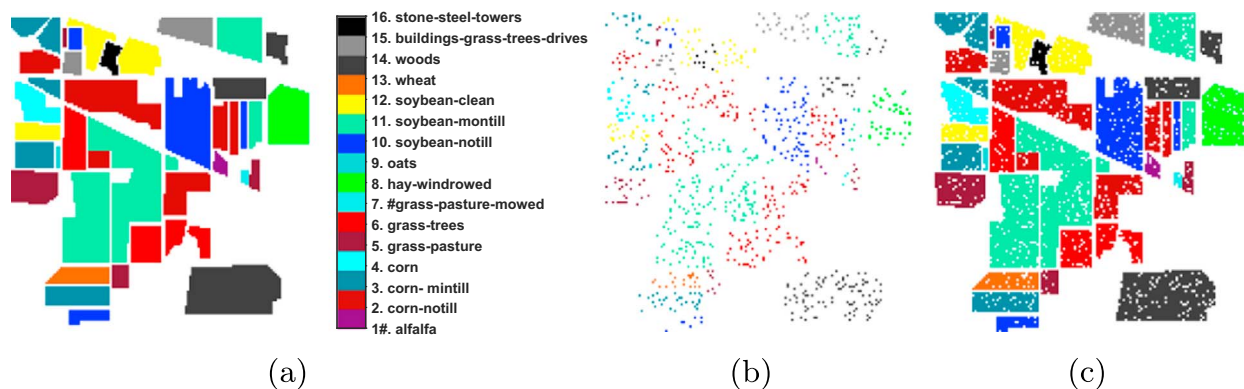 16. stone-steel-towers
15. buildings-grass-trees-drives
14. woods
13. wheat
12. soybean-clean
11. soybean-montill
10. soybean-notill
9. oats
8. hay-windrowed
7. #grass-pasture-mowed
6. grass-trees
5. grass-pasture
4. corn
3. corn- mintill
2. corn-notill
1#. alfalfa
(a)
(b)
(c)